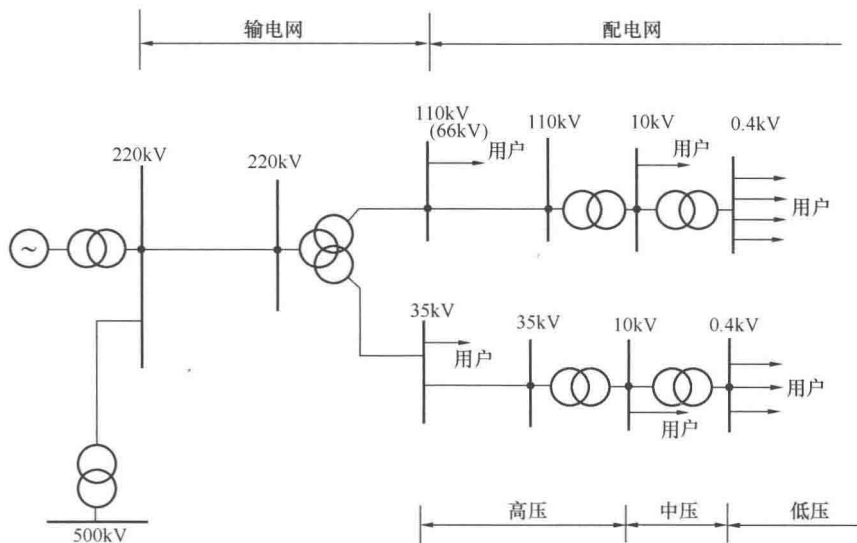 输电网
配电网
110kV
(66kV)
110kV
10kV
0.4kV
用户
用户
220kV
220kV
用户
~
35kV
35kV
10kV
0.4kV
用户
用户
用户
高压
中压
低压
500kV